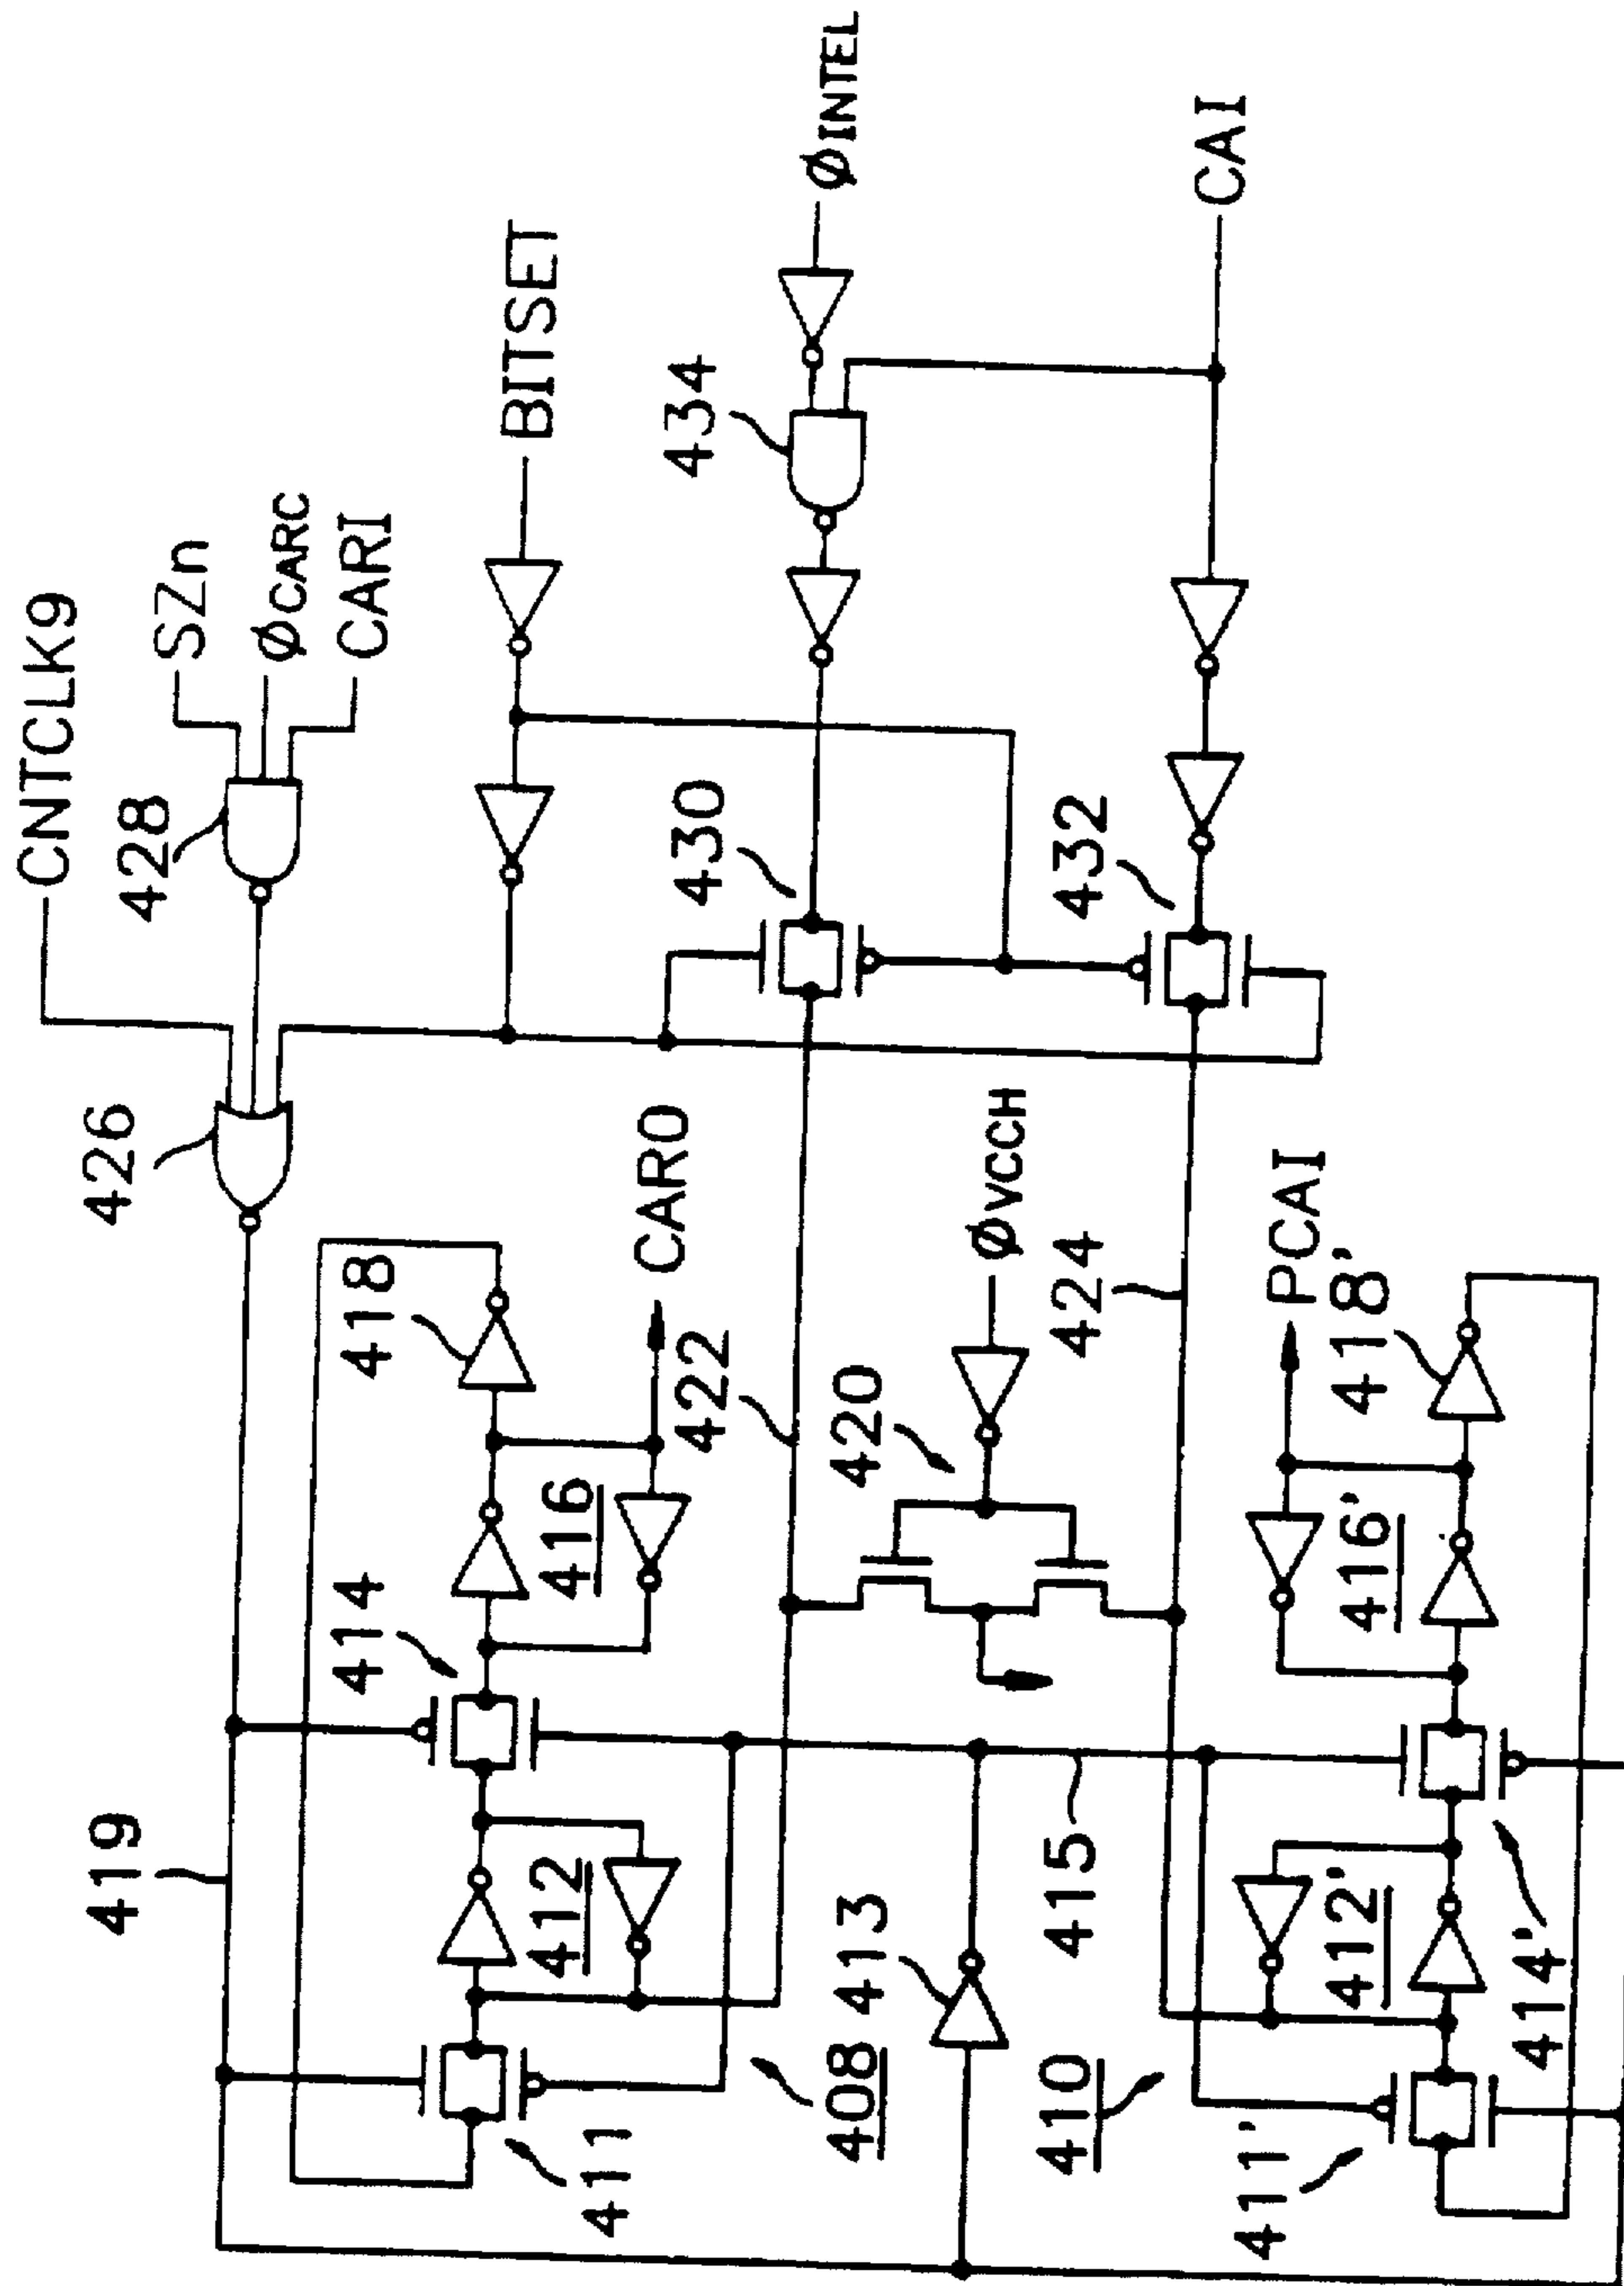 CNTCLK9
419
426
428
SZn
øCARC
CARI
414
418
411
412
416
CARO
BITSET
422
430
434
408
413
420
øINTEL
øVCCH
415
424
432
410
CAI
411'
412'
416'
PCAI
418'
414'